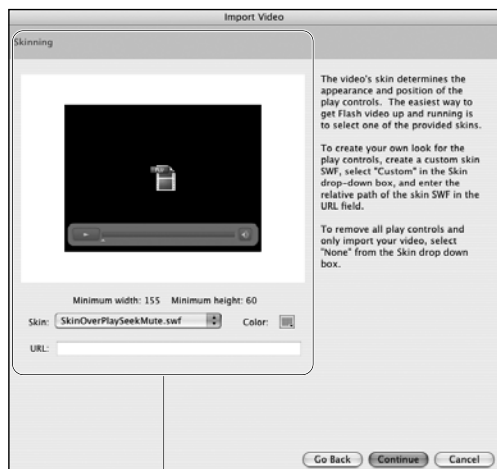 Import Video
Skinning
The video's skin determines the
appearance and position of the
play controls. The easiest way to
get Flash video up and running is
to select one of the provided skins.
To create your own look for the
play controls, create a custom skin
SWF, select "Custom" in the Skin
drop-down box, and enter the
relative path of the skin SWF in the
URL field.
To remove all play controls and
only import your video, select
"None" from the Skin drop down
box.
Minimum width: 155 Minimum height: 60
Skin: SkinOverPlaySeekMute.swf Color:
URL:
Go Back Continue Cancel